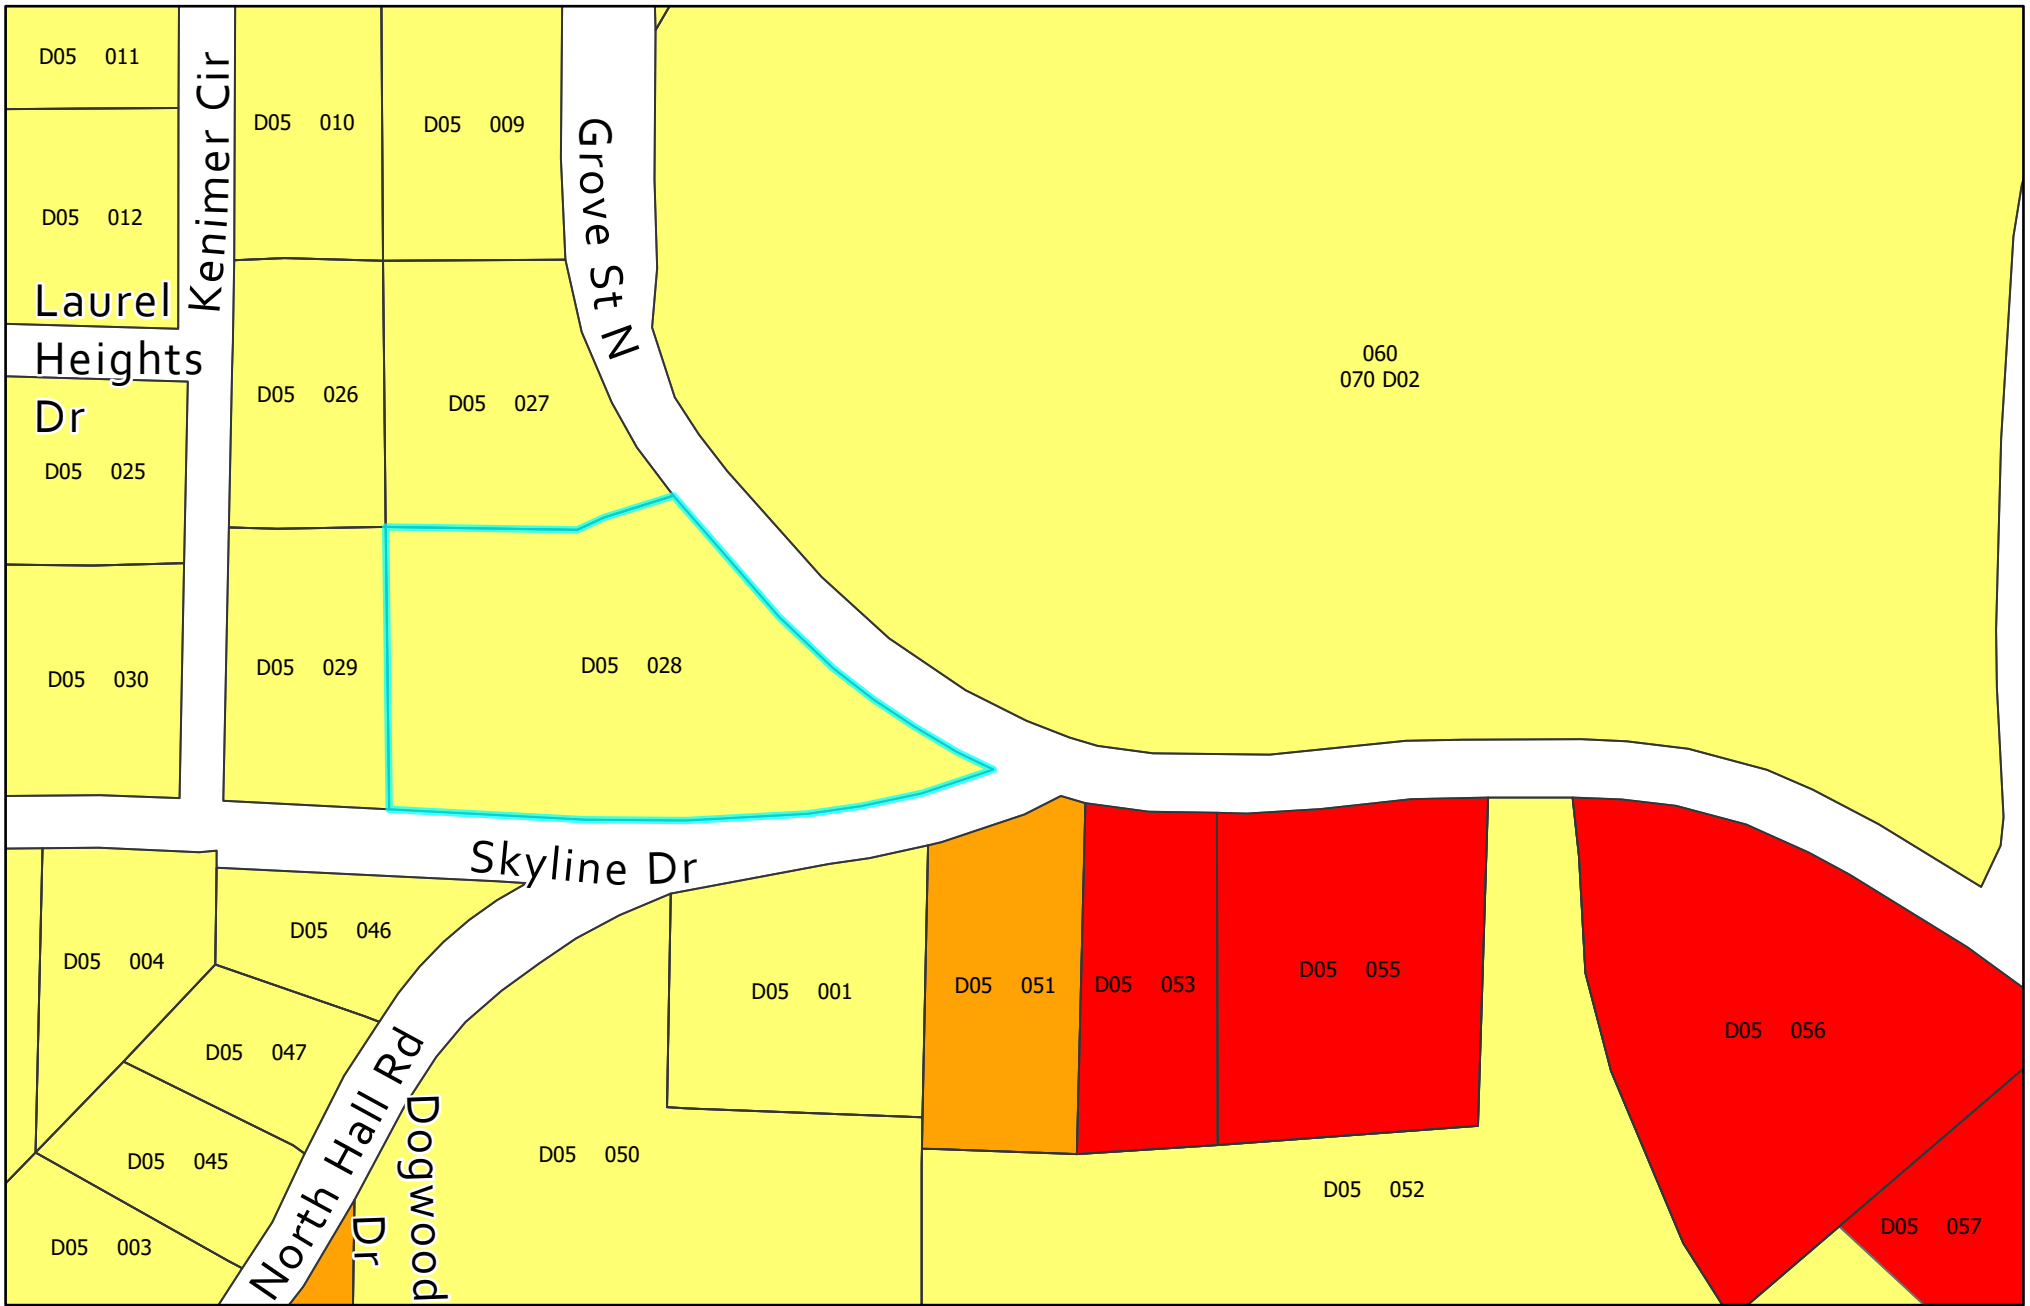 D05 011
Kenimer Cir
D05 010
D05 009
Grove St N
D05 012
Laurel
Heights
Dr
060
070 D02
D05 026
D05 027
D05 025
D05 028
D05 029
D05 030
Skyline Dr
D05 046
D05 004
D05 001
D05 051
D05 053
D05 055
D05 056
D05 047
North Hall Rd
Dogwood
Dr
D05 050
D05 045
D05 052
D05 003
D05 057